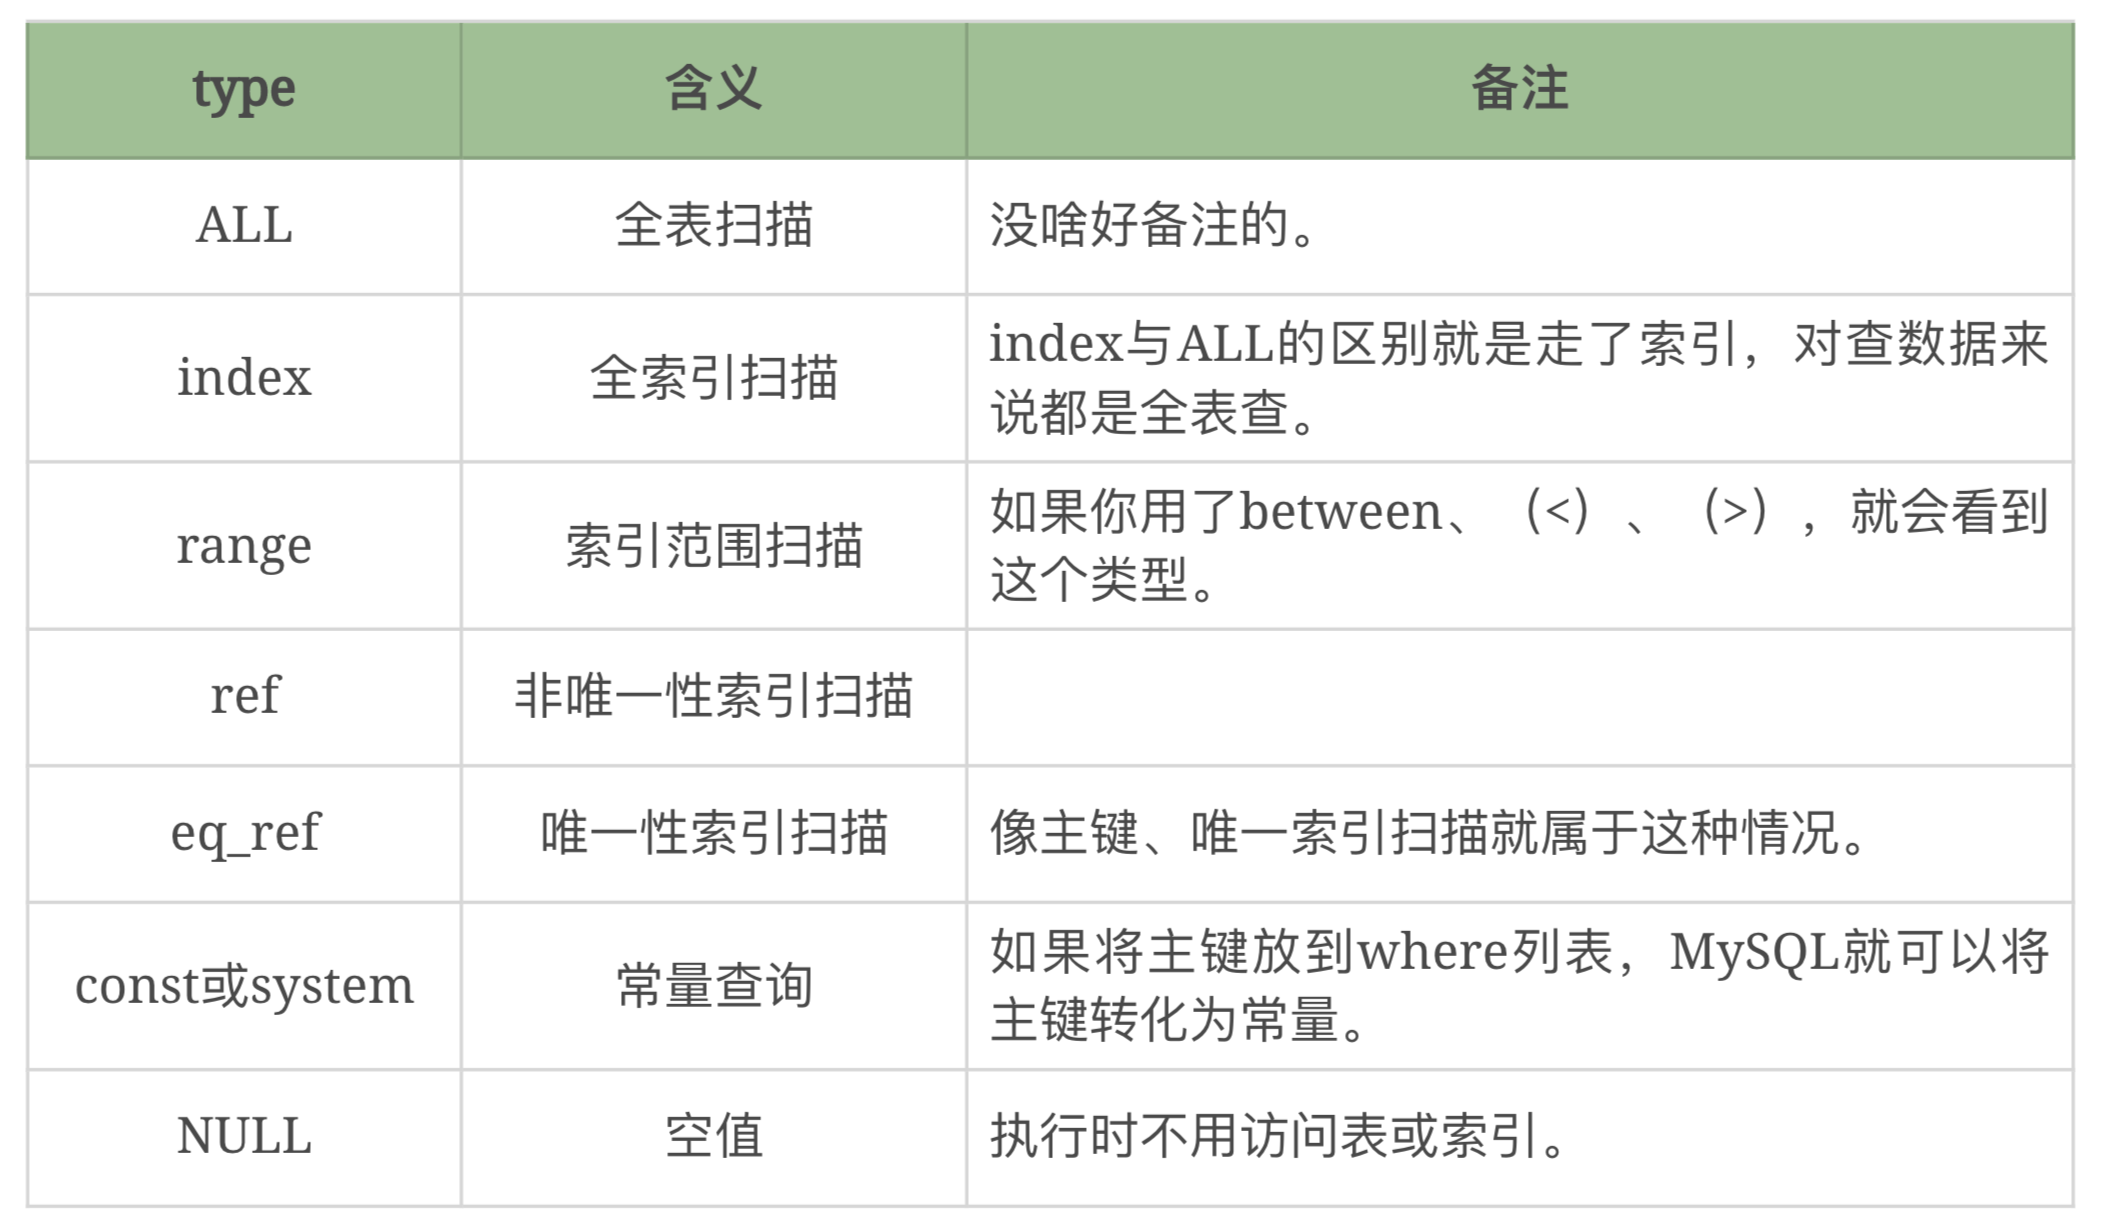 type 含义 备注
ALL 全表扫描 没啥好备注的。
index 全索引扫描 index与ALL的区别就是走了索引，对查数据来
说都是全表查。
range 索引范围扫描 如果你用了between、（<）、（>），就会看到
这个类型。
ref 非唯一性索引扫描
eq_ref 唯一性索引扫描 像主键、唯一索引扫描就属于这种情况。
const或system 常量查询 如果将主键放到where列表，MySQL就可以将
主键转化为常量。
NULL 空值 执行时不用访问表或索引。